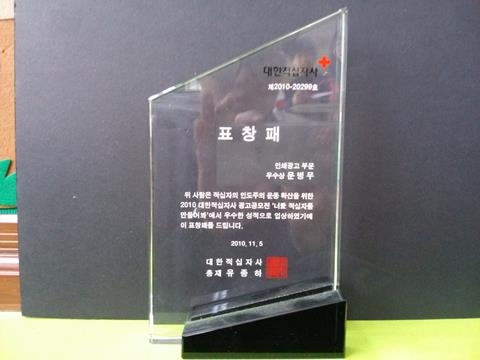 대한적십자사
제2010-20299호
표 창 패
인쇄광고 부문
우수상 문 병 무
위 사람은 적십자의 인도주의 운동 확산을 위한
2010 대한적십자사 광고공모전 '너愛 적십자를
만들어봐'에서 우수한 성적으로 입상하였기에
이 표창패를 드립니다.
2010. 11. 5
대 한 적 십 자 사
총 재 유 종 하